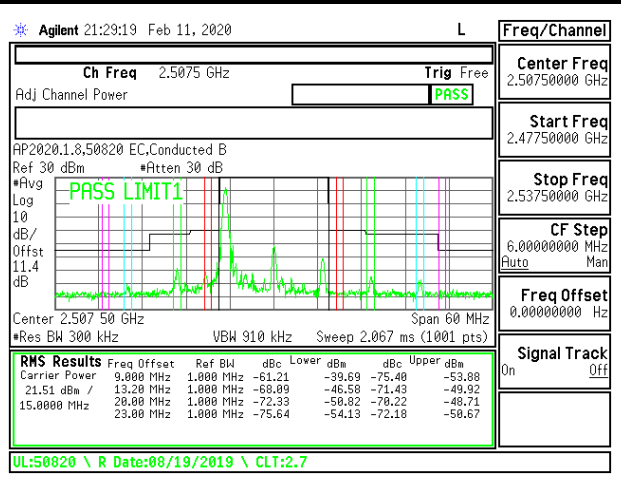 Agilent 21:29:19 Feb 11, 2020 L
Freq/Channel
Ch Freq 2.5075 GHz Trig Free
Adj Channel Power PASS
Center Freq
2.50750000 GHz
Start Freq
2.47750000 GHz
Stop Freq
2.53750000 GHz
CF Step
6.00000000 MHz
Auto Man
Freq Offset
0.00000000 Hz
Signal Track
On Off
AP2020.1.8,50820 EC,Conducted B
Ref 30 dBm #Atten 30 dB
#Avg
Log
10
dB/
Offst
11.4
dB
PASS LIMIT1
Center 2.507 50 GHz Span 60 MHz
#Res BW 300 kHz VBW 910 kHz Sweep 2.067 ms (1001 pts)
RMS Results Freq Offset Ref BW dBc Lower dBm dBc Upper dBm
Carrier Power 9.000 MHz 1.000 MHz -61.21 -39.69 -75.40 -53.88
21.51 dBm / 13.20 MHz 1.000 MHz -68.09 -46.58 -71.43 -49.92
15.0000 MHz 20.00 MHz 1.000 MHz -72.33 -50.82 -70.22 -48.71
23.00 MHz 1.000 MHz -75.64 -54.13 -72.18 -50.67
UL:50820 \ R Date:08/19/2019 \ CLT:2.7